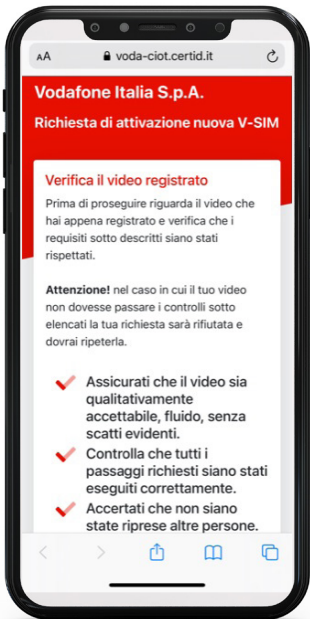 AA voda-ciot.certid.it
Vodafone Italia S.p.A.
Richiesta di attivazione nuova V-SIM
Verifica il video registrato
Prima di proseguire riguarda il video che
hai appena registrato e verifica che i
requisiti sotto descritti siano stati
rispettati.
Attenzione! nel caso in cui il tuo video
non dovesse passare i controlli sotto
elencati la tua richiesta sarà rifiutata e
dovrai ripeterla.
Assicurati che il video sia
qualitativamente
accettabile, fluido, senza
scatti evidenti.
Controlla che tutti i
passaggi richiesti siano stati
eseguiti correttamente.
Accertati che non siano
state riprese altre persone.